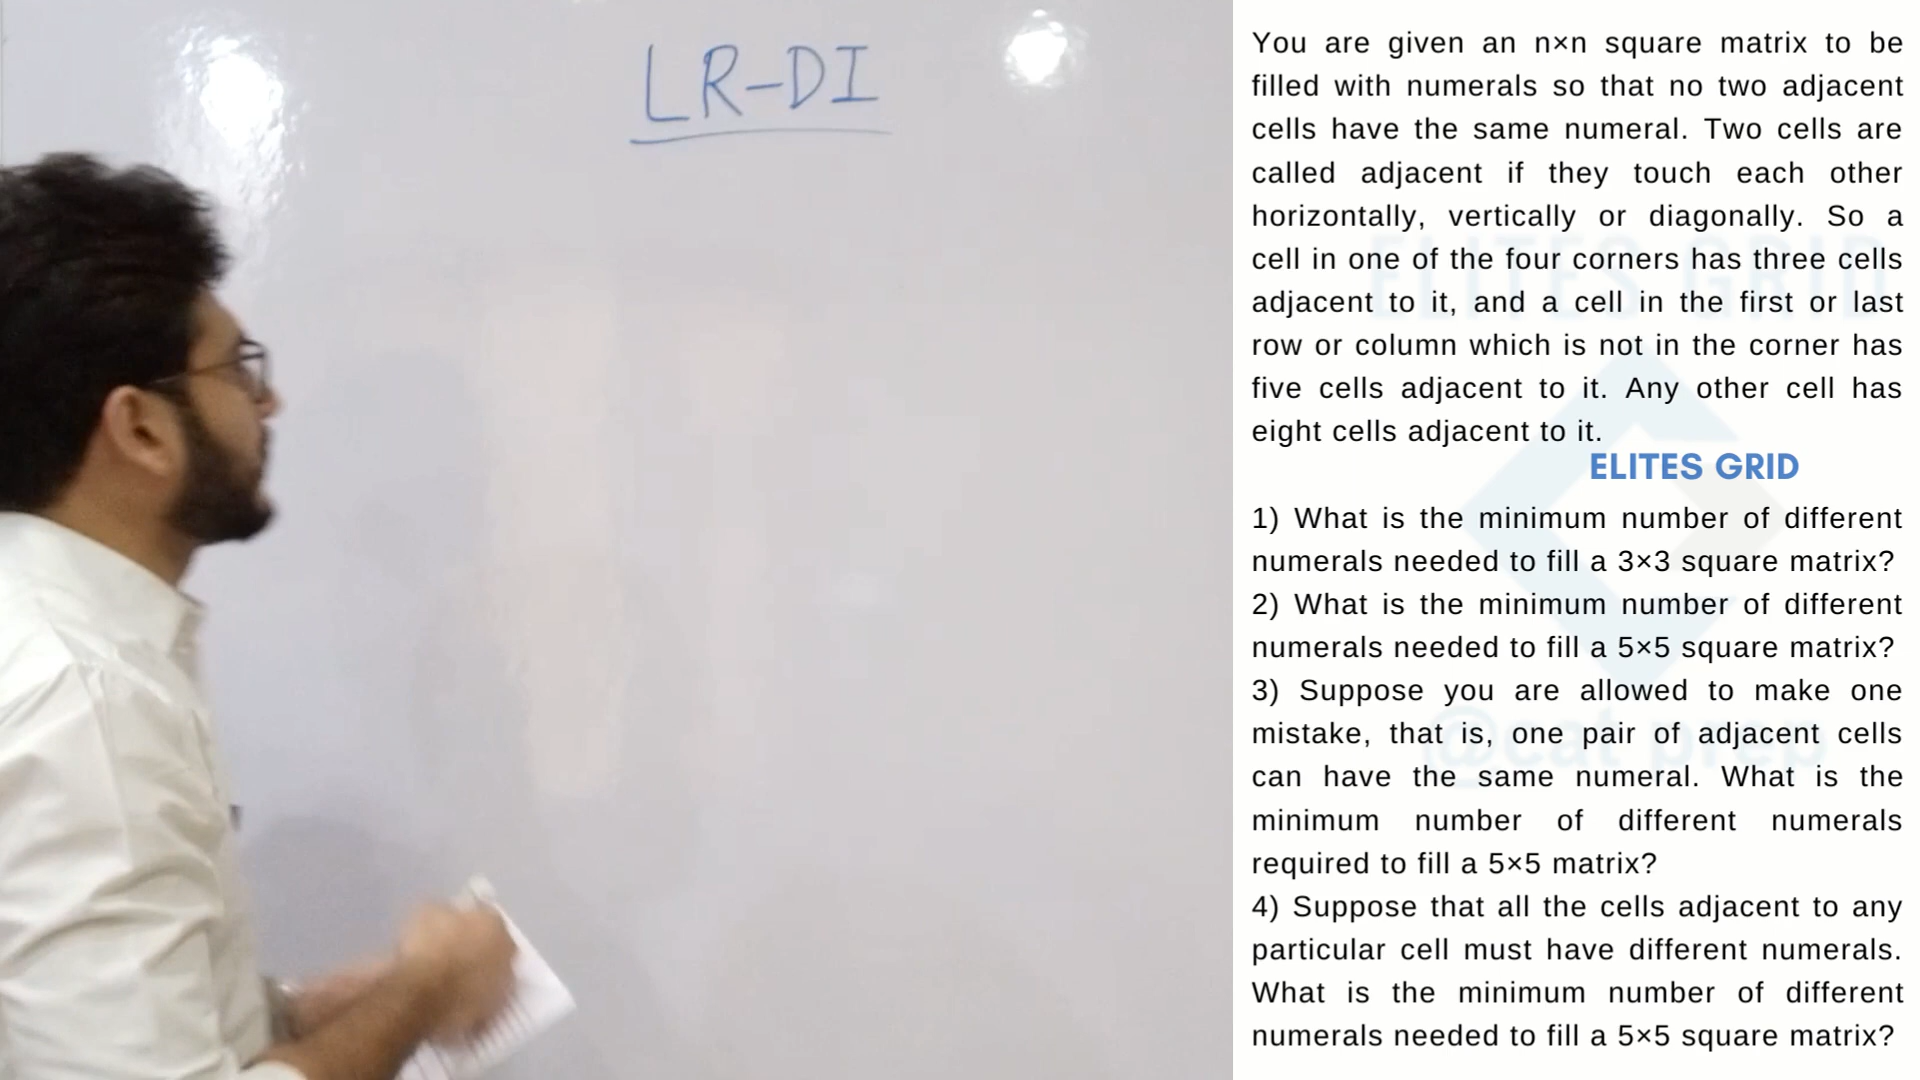 LR-DI
You are given an n×n square matrix to be
filled with numerals so that no two adjacent
cells have the same numeral. Two cells are
called adjacent if they touch each other
horizontally, vertically or diagonally. So a
cell in one of the four corners has three cells
adjacent to it, and a cell in the first or last
row or column which is not in the corner has
five cells adjacent to it. Any other cell has
eight cells adjacent to it.
ELITES GRID
1) What is the minimum number of different
numerals needed to fill a 3×3 square matrix?
2) What is the minimum number of different
numerals needed to fill a 5×5 square matrix?
3) Suppose you are allowed to make one
mistake, that is, one pair of adjacent cells
can have the same numeral. What is the
minimum number of different numerals
required to fill a 5×5 matrix?
4) Suppose that all the cells adjacent to any
particular cell must have different numerals.
What is the minimum number of different
numerals needed to fill a 5×5 square matrix?
ELITES GRID
@cat prep